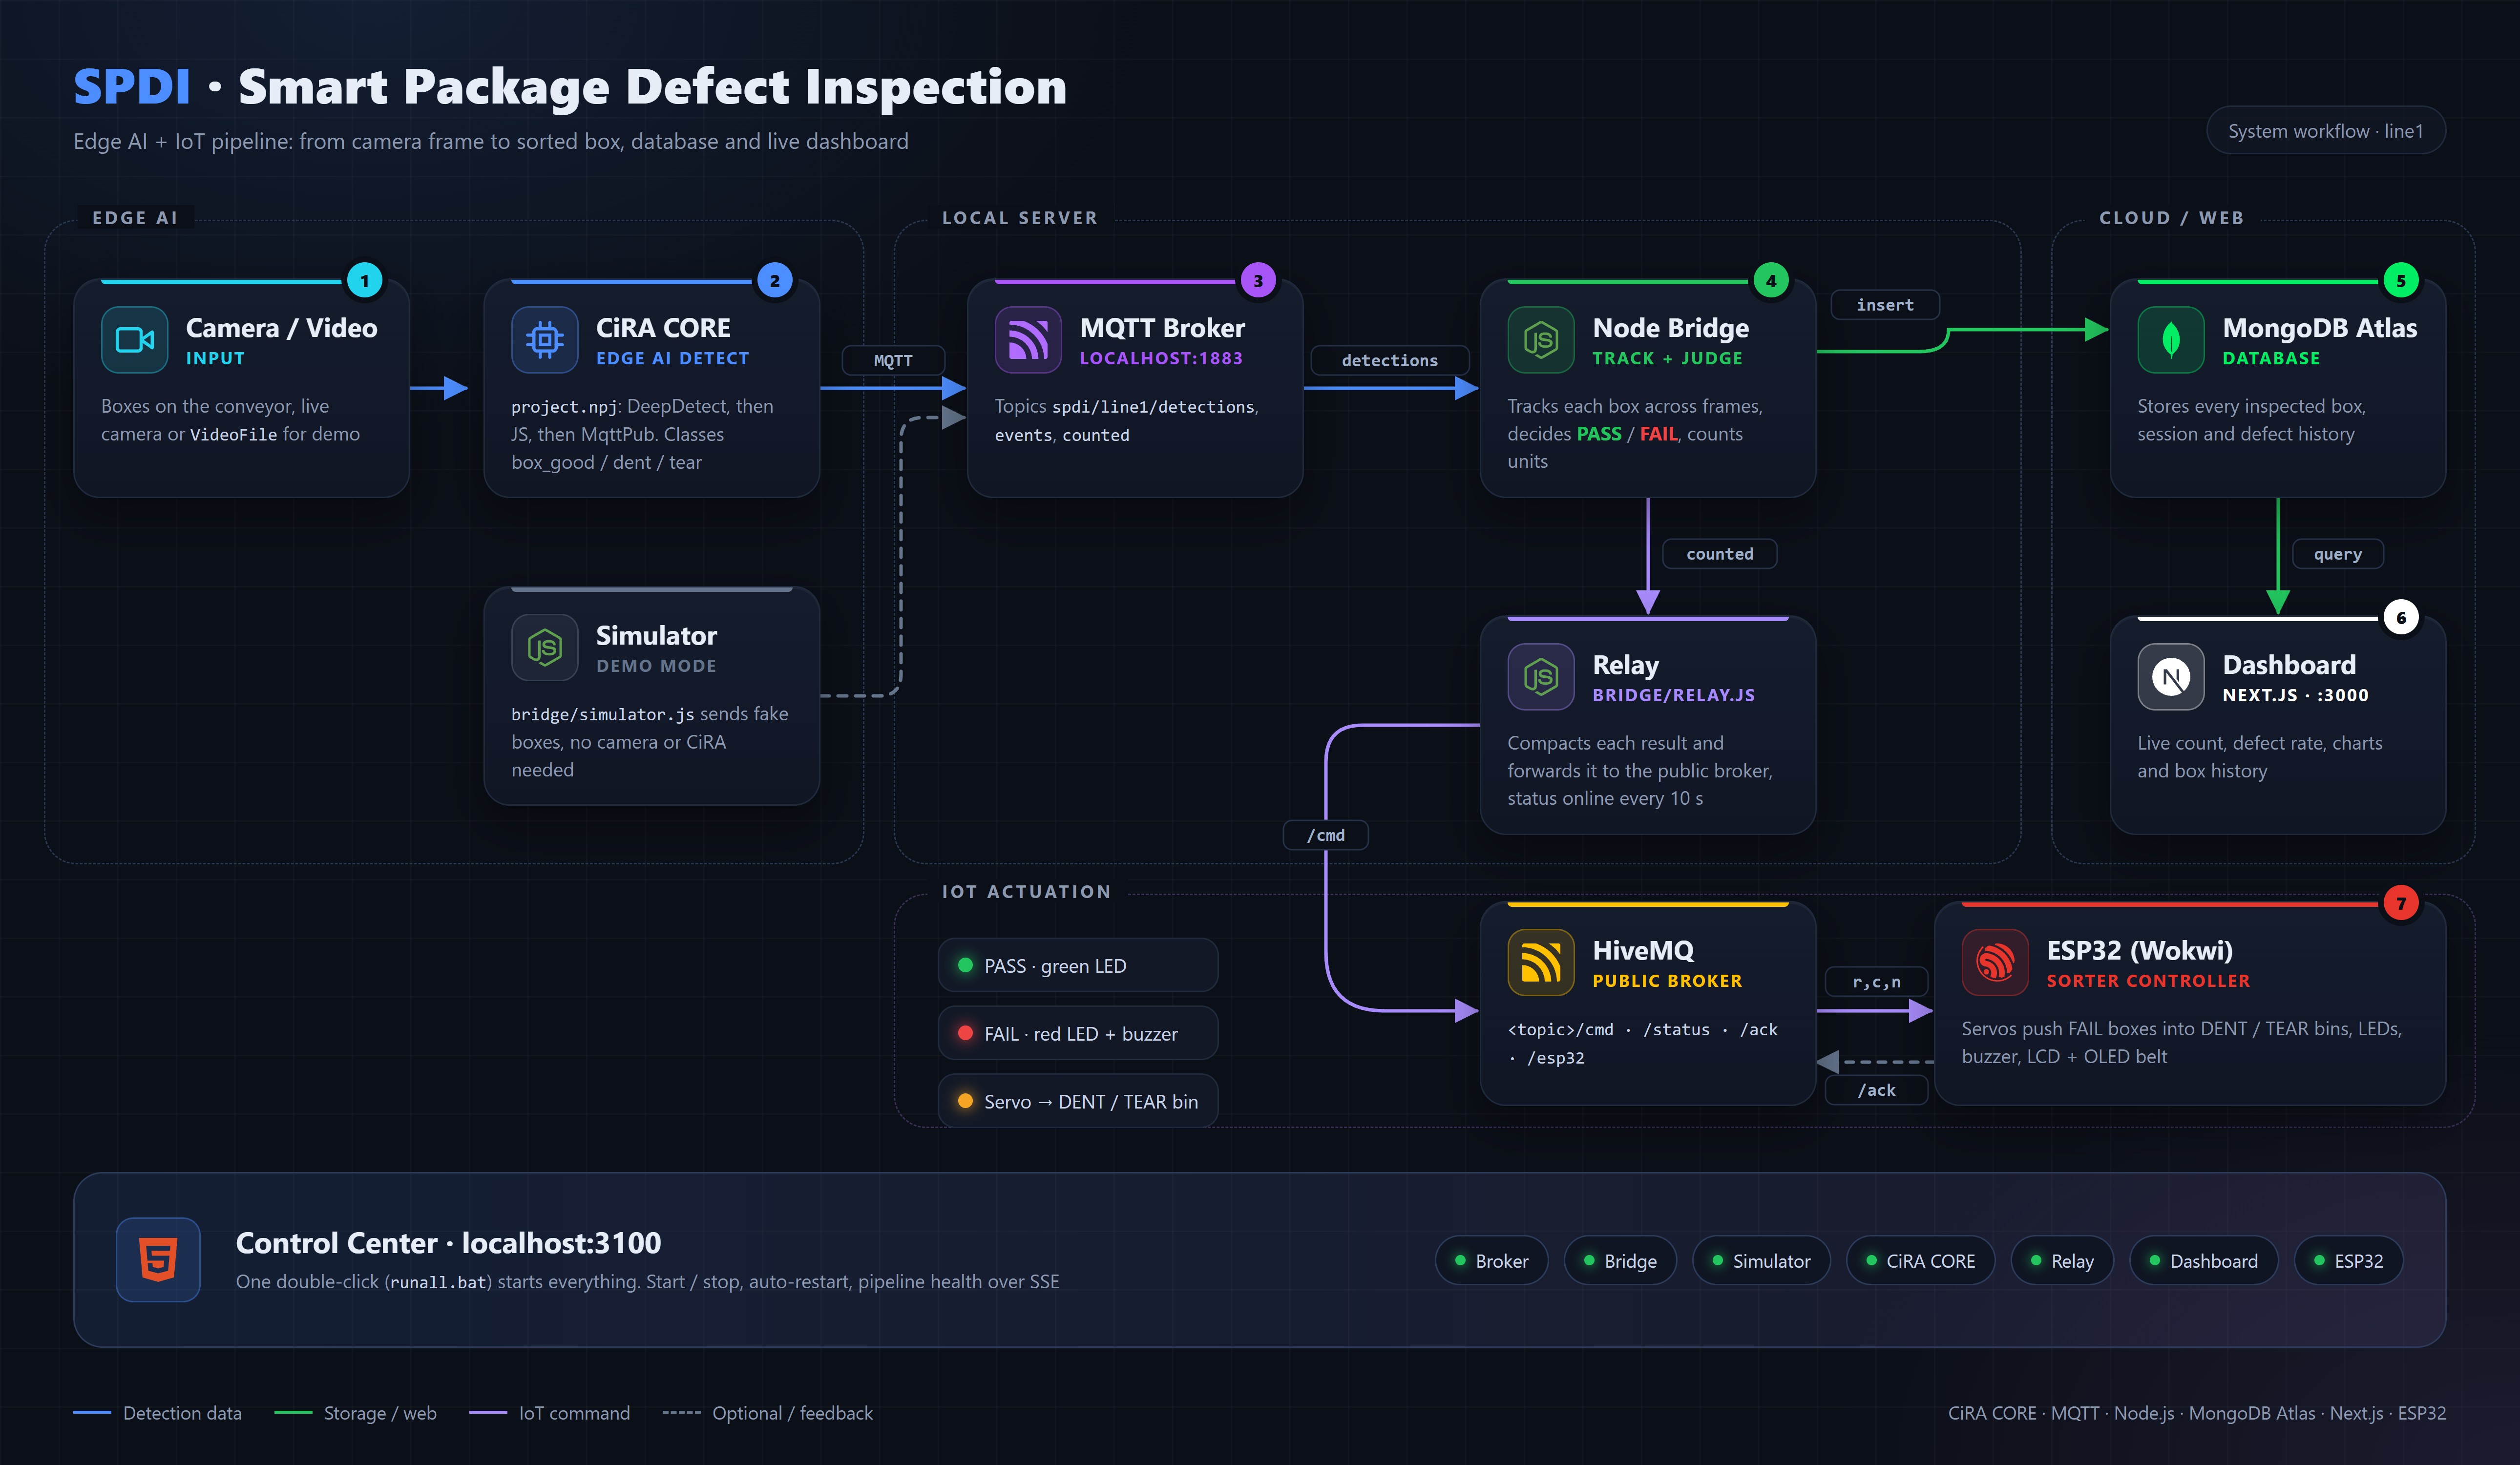 SPDI · Smart Package Defect Inspection
Edge AI + IoT pipeline: from camera frame to sorted box, database and live dashboard
System workflow · line1
EDGE AI
1
Camera / Video
INPUT
Boxes on the conveyor, live
camera or VideoFile for demo
2
CiRA CORE
EDGE AI DETECT
project.npj: DeepDetect, then
JS, then MqttPub. Classes
box_good / dent / tear
JS
Simulator
DEMO MODE
bridge/simulator.js sends fake
boxes, no camera or CiRA
needed
MQTT
LOCAL SERVER
3
MQTT Broker
LOCALHOST:1883
Topics spdi/line1/detections,
events, counted
detections
4
JS
Node Bridge
TRACK + JUDGE
Tracks each box across frames,
decides PASS / FAIL, counts
units
insert
counted
JS
Relay
BRIDGE/RELAY.JS
Compacts each result and
forwards it to the public broker,
status online every 10 s
/cmd
CLOUD / WEB
5
MongoDB Atlas
DATABASE
Stores every inspected box,
session and defect history
query
6
N
Dashboard
NEXT.JS · :3000
Live count, defect rate, charts
and box history
IOT ACTUATION
PASS · green LED
FAIL · red LED + buzzer
Servo → DENT / TEAR bin
HiveMQ
PUBLIC BROKER
<topic>/cmd · /status · /ack
· /esp32
r,c,n
/ack
7
ESP32 (Wokwi)
SORTER CONTROLLER
Servos push FAIL boxes into DENT / TEAR bins, LEDs,
buzzer, LCD + OLED belt
5
Control Center · localhost:3100
One double-click (runall.bat) starts everything. Start / stop, auto-restart, pipeline health over SSE
Broker
Bridge
Simulator
CiRA CORE
Relay
Dashboard
ESP32
Detection data
Storage / web
IoT command
Optional / feedback
CiRA CORE · MQTT · Node.js · MongoDB Atlas · Next.js · ESP32